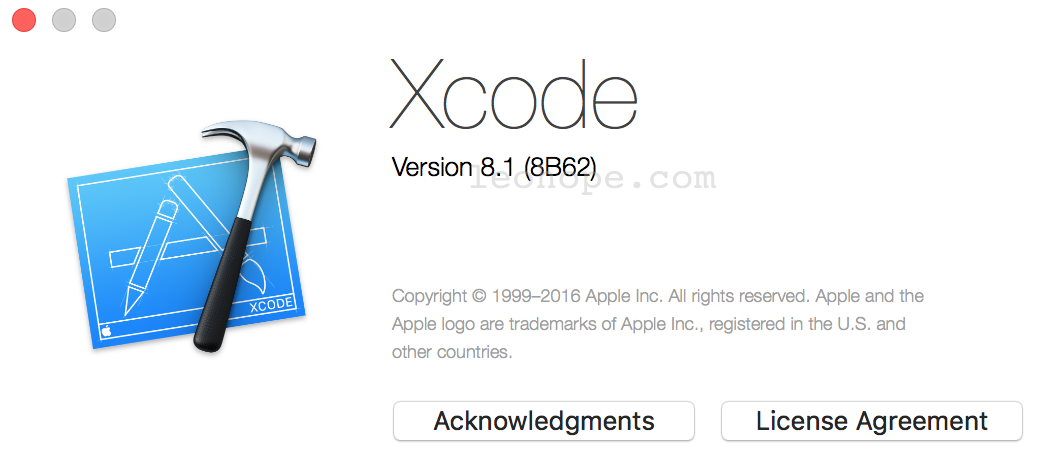 Xcode
Version 8.1 (8B62)
leohope.com
XCODE
Copyright © 1999–2016 Apple Inc. All rights reserved. Apple and the
Apple logo are trademarks of Apple Inc., registered in the U.S. and
other countries.
Acknowledgments
License Agreement